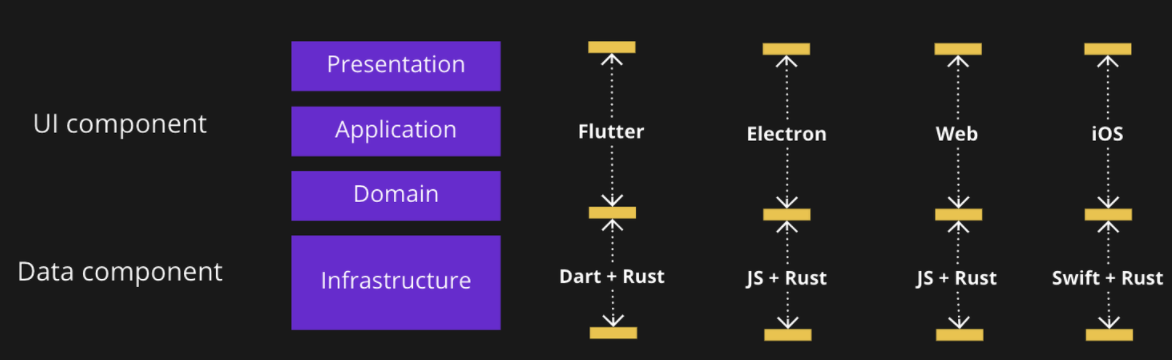 Presentation
UI component
Application
Flutter
Electron
Web
iOS
Domain
Data component
Infrastructure
Dart + Rust
JS + Rust
JS + Rust
Swift + Rust